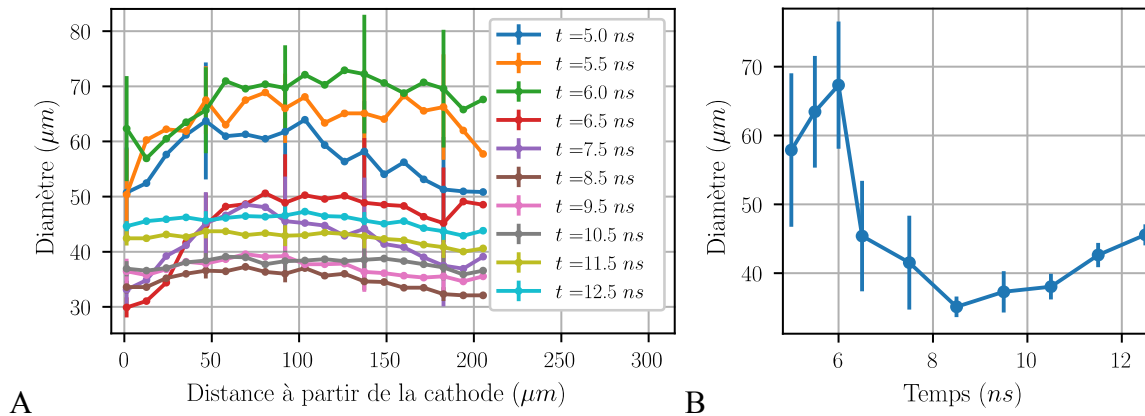 80
70
60
50
40
30
Diamètre (μm)
0
50
100
150
200
250
300
Distance à partir de la cathode (μm)
t =5.0 ns
t =5.5 ns
t =6.0 ns
t =6.5 ns
t =7.5 ns
t =8.5 ns
t =9.5 ns
t =10.5 ns
t =11.5 ns
t =12.5 ns
A
70
60
50
40
Diamètre (μm)
6
8
10
12
Temps (ns)
B